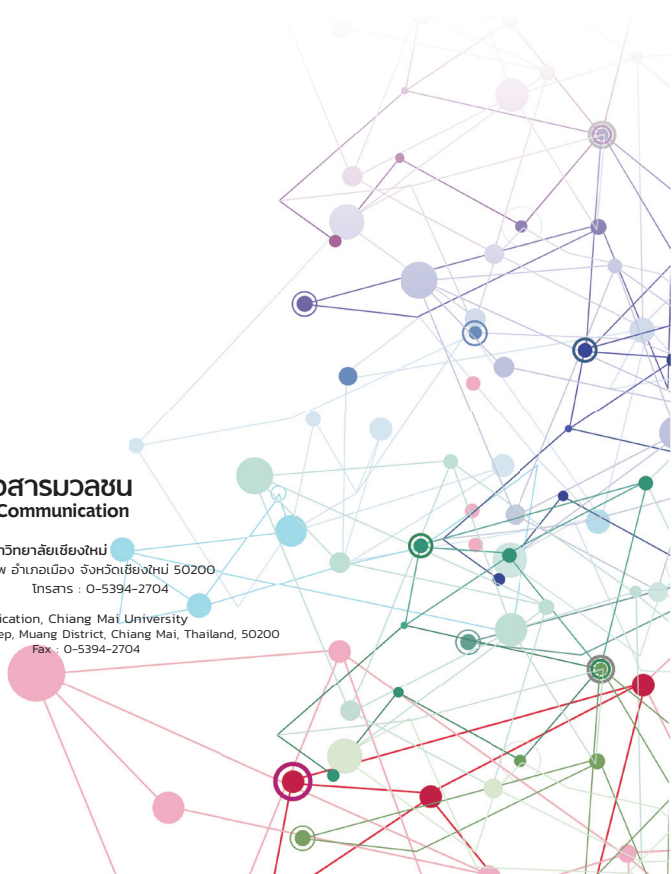 อสารมวลชน
Communication
าวิทยาลัยเชียงใหม่
พ อำเภอเมือง จังหวัดเชียงใหม่ 50200
โทรสาร : 0-5394-2704
ication, Chiang Mai University
ep, Muang District, Chiang Mai, Thailand, 50200
Fax : 0-5394-2704